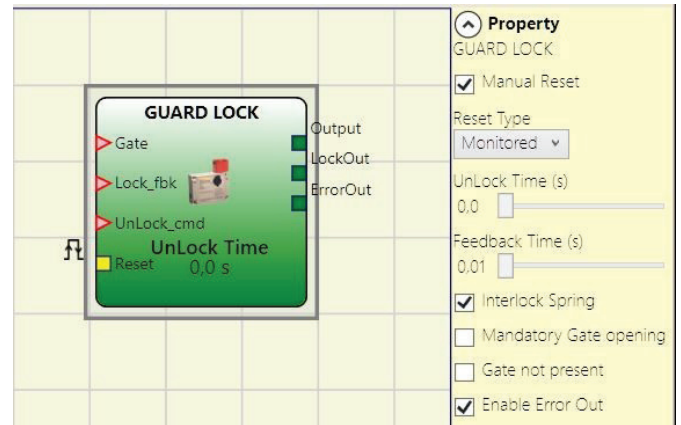 GUARD LOCK
Gate
Lock_fbk
UnLock_cmd
Reset
UnLock Time
0,0 s
Output
LockOut
ErrorOut
Property
GUARD LOCK
Manual Reset
Reset Type
Monitored
UnLock Time (s)
0,0
Feedback Time (s)
0,01
Interlock Spring
Mandatory Gate opening
Gate not present
Enable Error Out